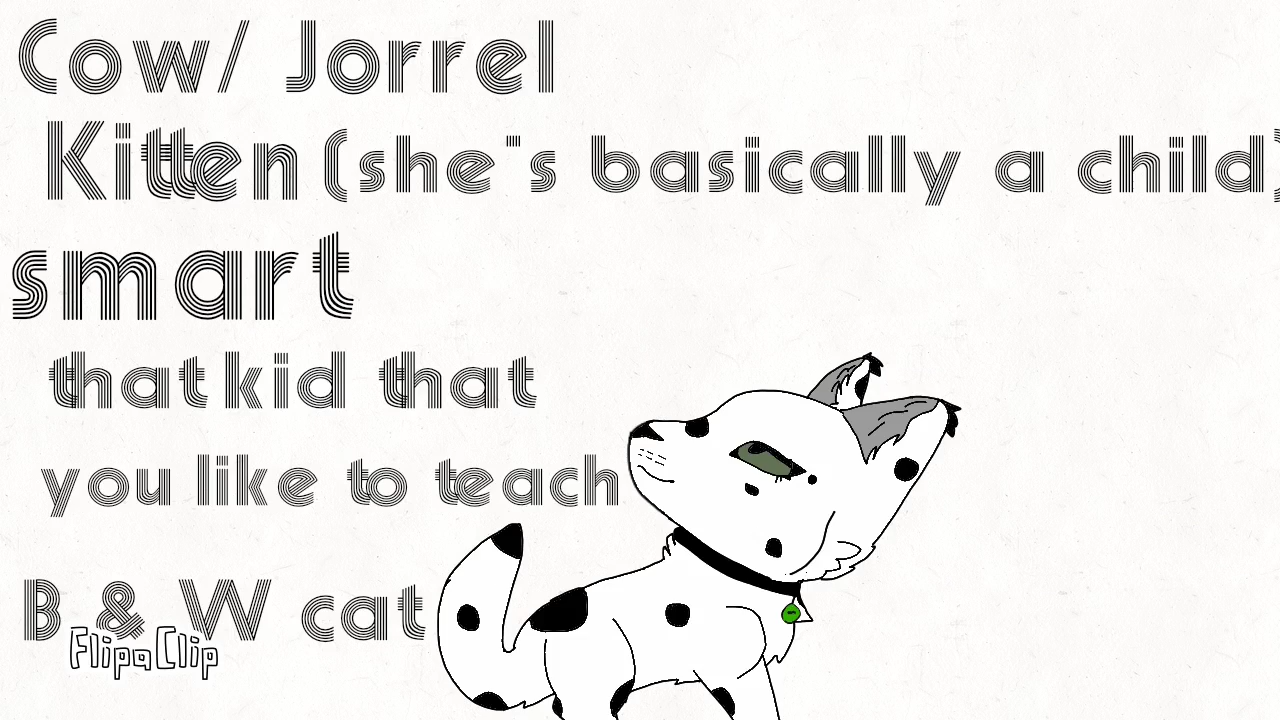 Cow/ Jorrel
Kitten (she"s basically a child)
smart
that kid that
you like to teach
B & W cat
FlipaClip